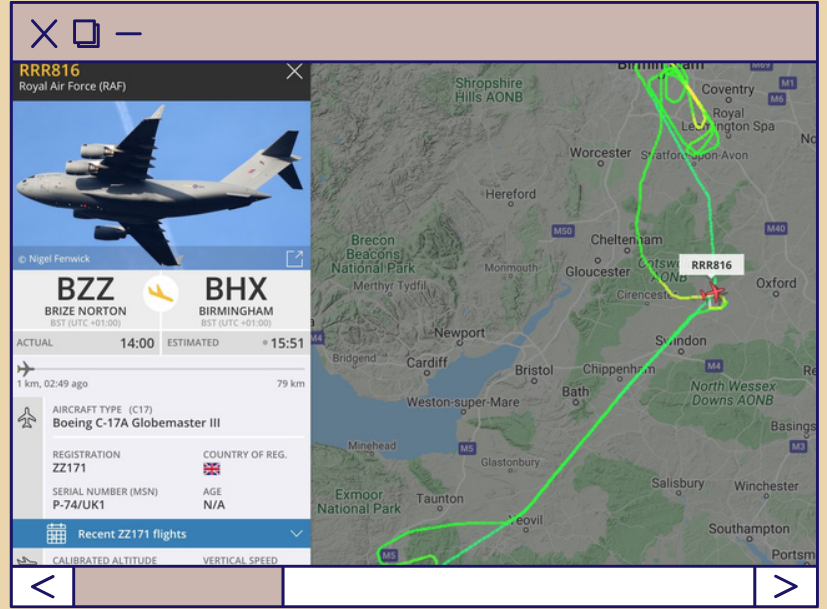 RRR816
Royal Air Force (RAF)
© Nigel Fenwick
BZZ
BRIZE NORTON
BST (UTC +01:00)
BHX
BIRMINGHAM
BST (UTC +01:00)
ACTUAL 14:00
ESTIMATED 15:51
1 km, 02:49 ago 79 km
AIRCRAFT TYPE (C17)
Boeing C-17A Globemaster III
REGISTRATION
ZZ171
COUNTRY OF REG.
SERIAL NUMBER (MSN)
P-74/UK1
AGE
N/A
Recent ZZ171 flights
CALIBRATED ALTITUDE
VERTICAL SPEED
Birmingham
M69
Shropshire
Hills AONB
Coventry
M1
M6
Royal
Leamington Spa
Worcester
Stratford-upon-Avon
Hereford
M50
M40
Brecon
Beacons
National Park
Cheltenham
RRR816
Monmouth
Gloucester
Merthyr Tydfil
Oxford
Newport
Swindon
M4
Bridgend
Cardiff
Bristol
Chippenham
M4
Bath
North Wessex
Downs AONB
Weston-super-Mare
Minehead
M5
M3
Glastonbury
Salisbury
Winchester
Exmoor
National Park
Taunton
Yeovil
Southampton
M5